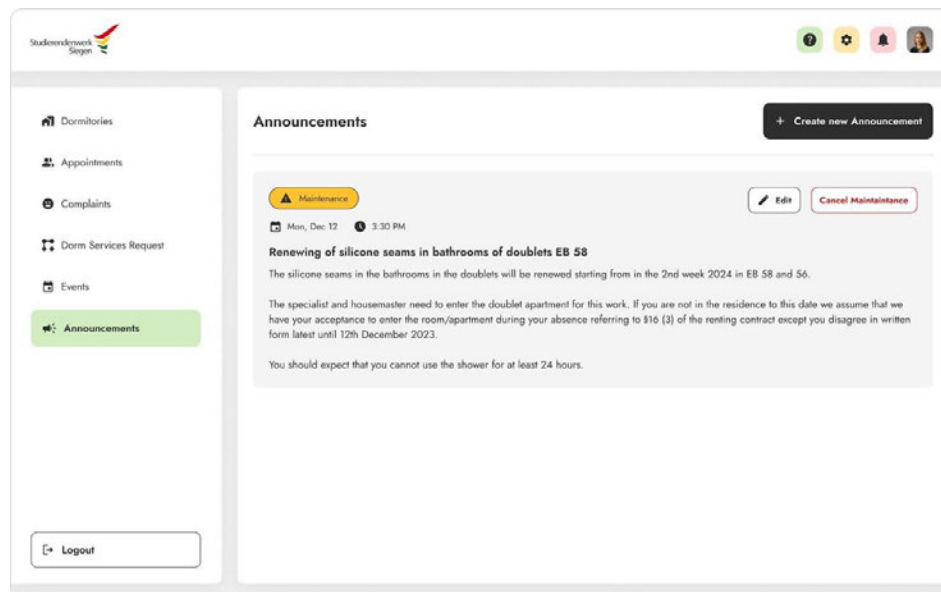 Studierendenwerk
Siegen
Dormitories
Appointments
Complaints
Dorm Services Request
Events
Announcements
Logout
Announcements
+ Create new Announcement
Maintenance
Edit
Cancel Maintaintance
Mon, Dec 12 3:30 PM
Renewing of silicone seams in bathrooms of doublets EB 58
The silicone seams in the bathrooms in the doublets will be renewed starting from in the 2nd week 2024 in EB 58 and 56.
The specialist and housemaster need to enter the doublet apartment for this work. If you are not in the residence to this date we assume that we
have your acceptance to enter the room/apartment during your absence referring to §16 (3) of the renting contract except you disagree in written
form latest until 12th December 2023.
You should expect that you cannot use the shower for at least 24 hours.